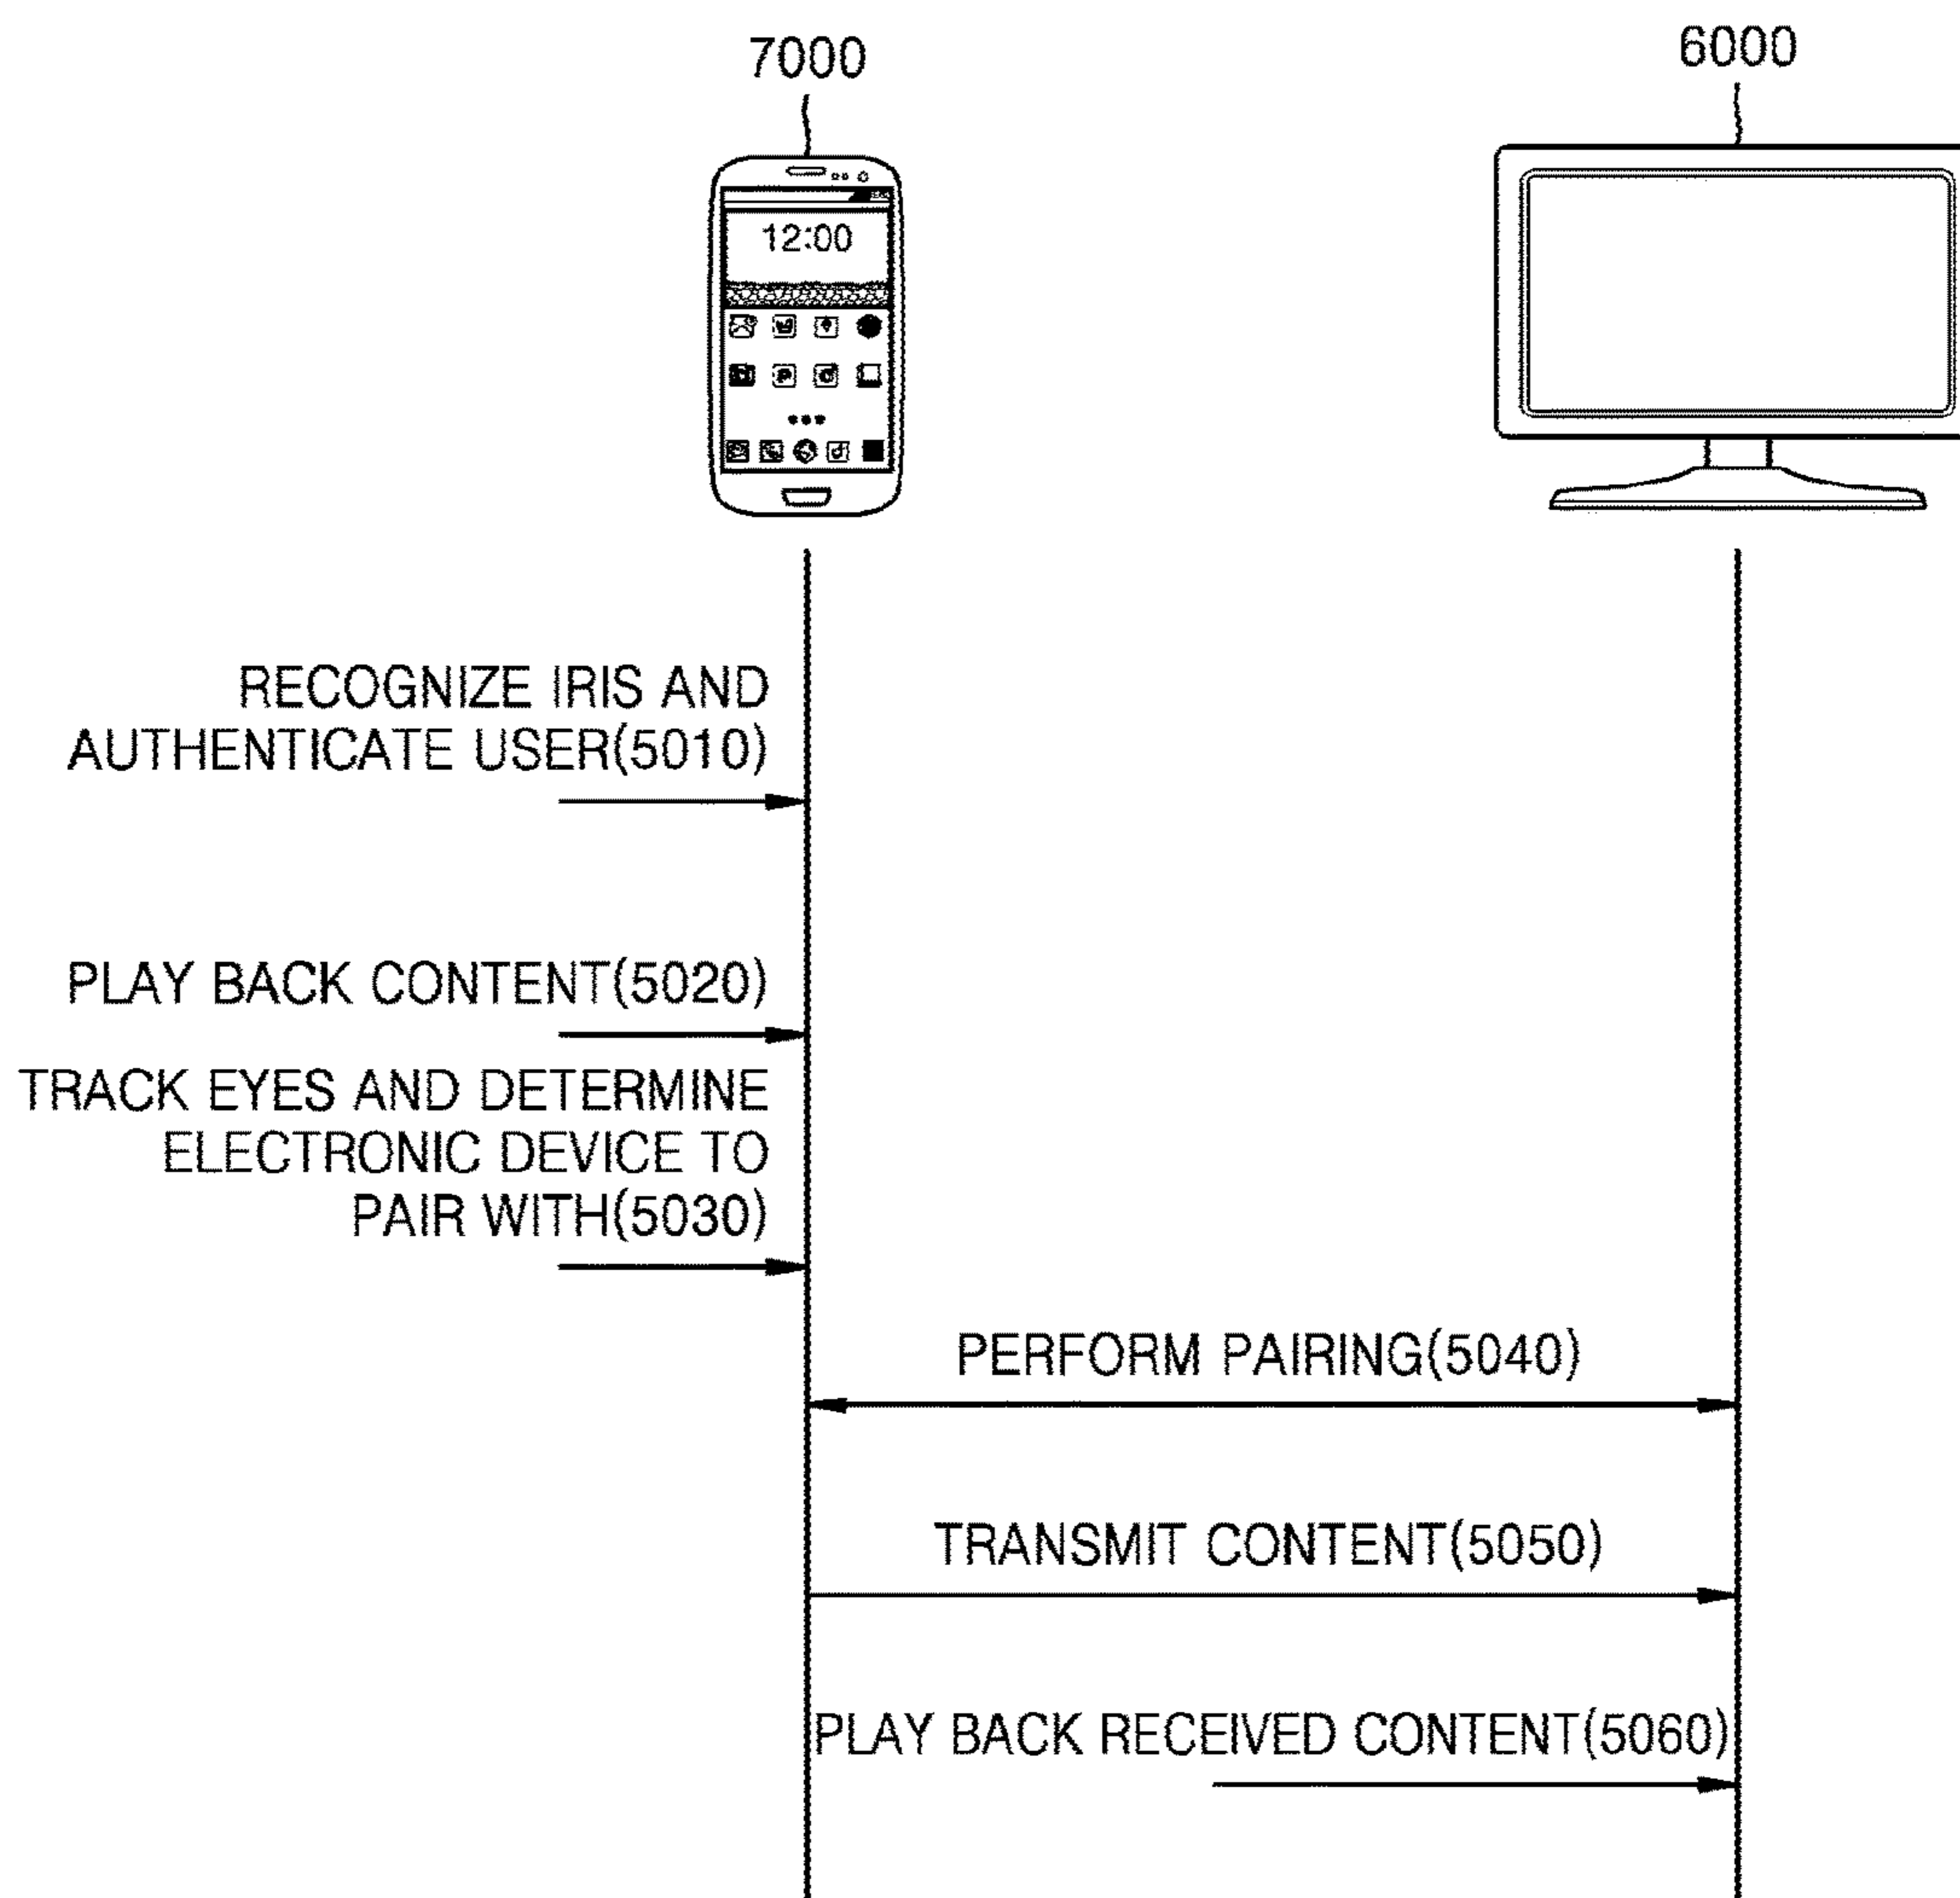 7000
6000
12:00
RECOGNIZE IRIS AND
AUTHENTICATE USER(5010)
PLAY BACK CONTENT(5020)
TRACK EYES AND DETERMINE
ELECTRONIC DEVICE TO
PAIR WITH(5030)
PERFORM PAIRING(5040)
TRANSMIT CONTENT(5050)
PLAY BACK RECEIVED CONTENT(5060)